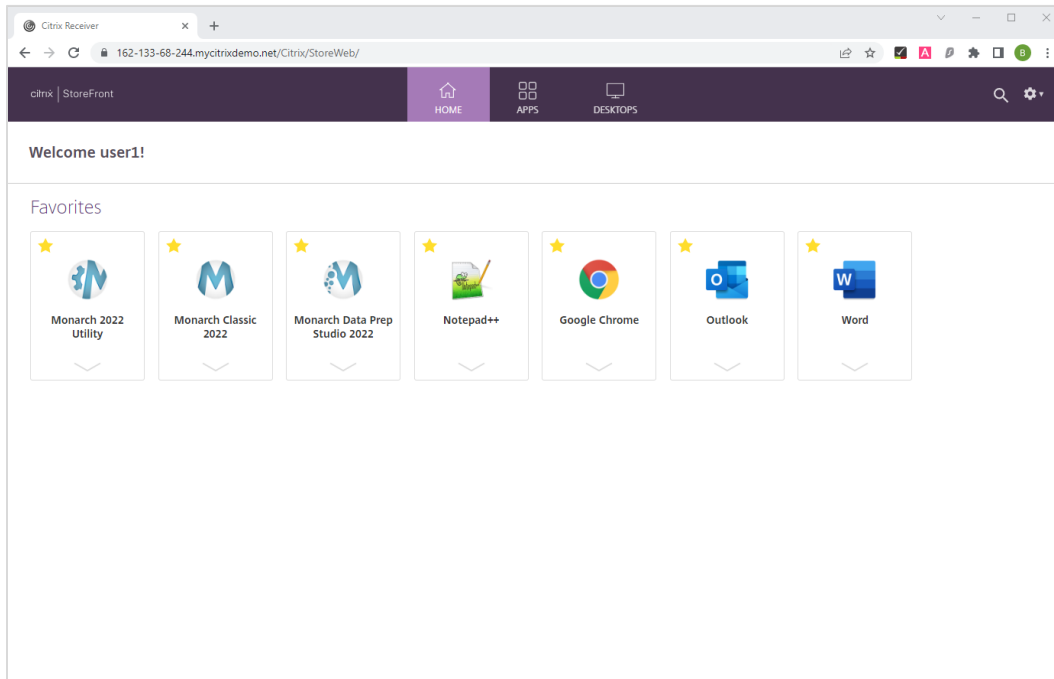 Citrix Receiver
162-133-68-244.mycitrixdemo.net/Citrix/StoreWeb/
A
B
citrix | StoreFront
HOME
APPS
DESKTOPS
Welcome user1!
Favorites
Monarch 2022
Utility
Monarch Classic
2022
Monarch Data Prep
Studio 2022
Notepad++
Google Chrome
Outlook
Word